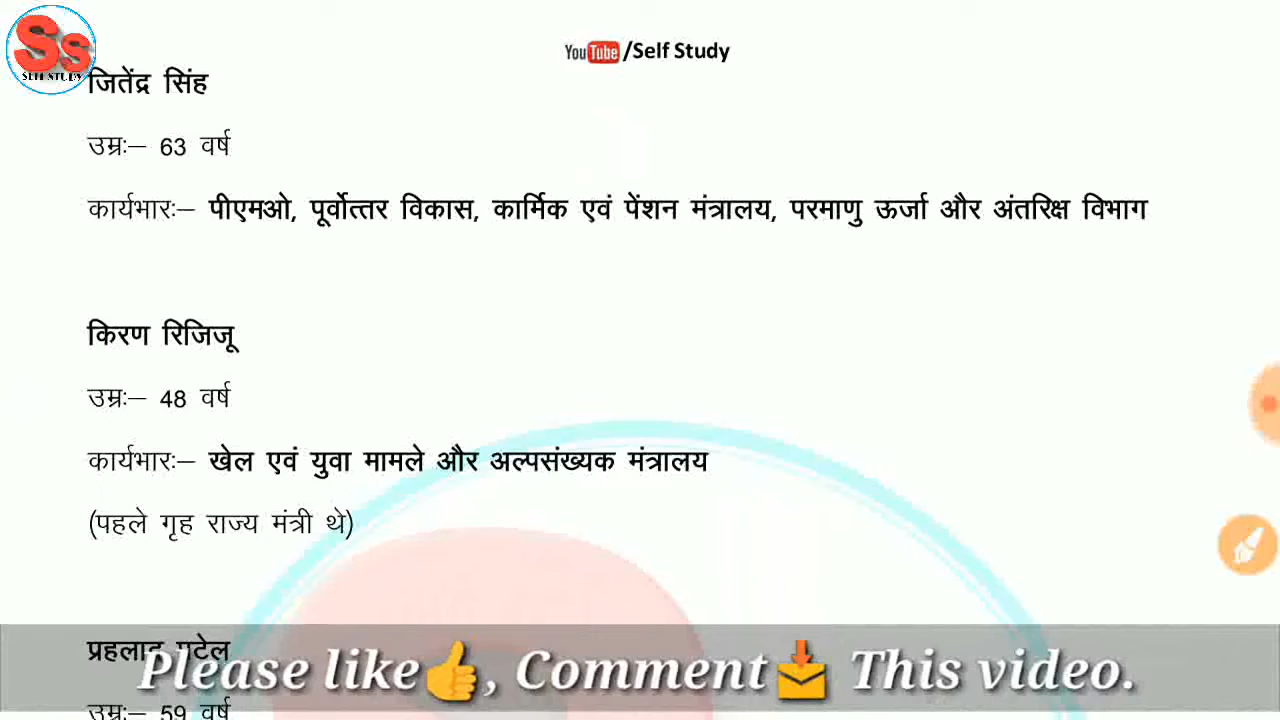 Ss
SELF STUDY
YouTube/Self Study
जितेंद्र सिंह
उम्रः– 63 वर्ष
कार्यभारः– पीएमओ, पूर्वोत्तर विकास, कार्मिक एवं पेंशन मंत्रालय, परमाणु ऊर्जा और अंतरिक्ष विभाग
किरण रिजिजू
उम्रः– 48 वर्ष
कार्यभारः– खेल एवं युवा मामले और अल्पसंख्यक मंत्रालय
(पहले गृह राज्य मंत्री थे)
प्रहलाद पटेल
Please like👍, Comment📩 This video.
उम्रः– 59 वर्ष